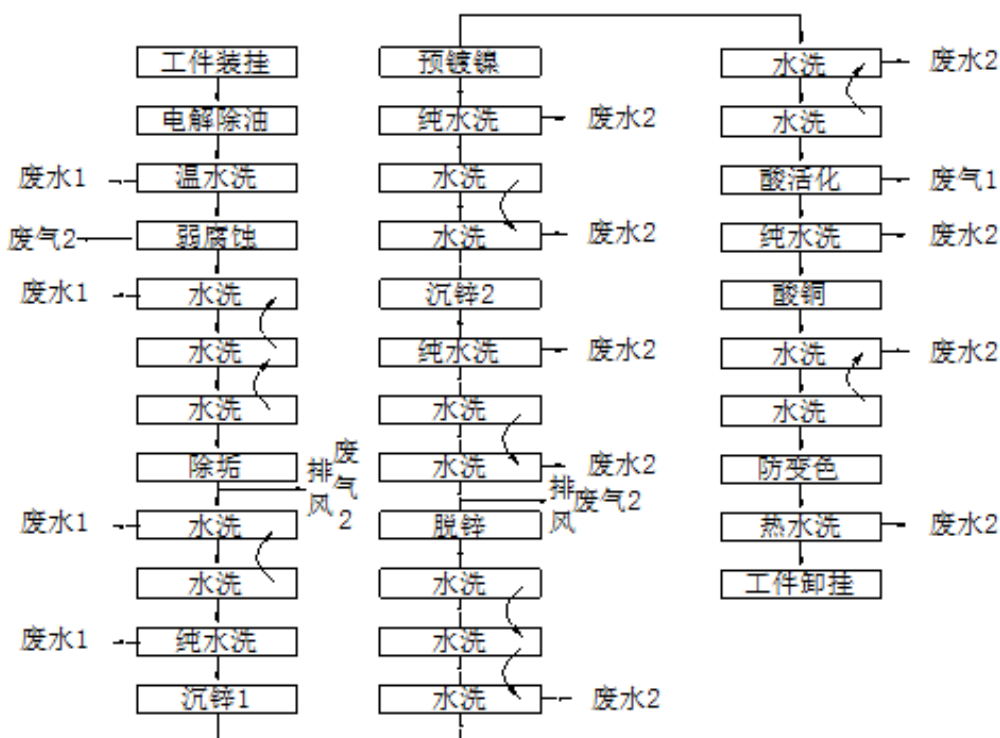 工件装挂
电解除油
废水1
温水洗
废气2
弱腐蚀
废水1
水洗
水洗
水洗
除垢
排风
废气2
废水1
水洗
水洗
废水1
纯水洗
沉锌1
预镀镍
纯水洗
废水2
水洗
水洗
废水2
沉锌2
纯水洗
废水2
水洗
水洗
废水2
排风
废气2
脱锌
水洗
水洗
水洗
废水2
水洗
废水2
水洗
酸活化
废气1
纯水洗
废水2
酸铜
水洗
废水2
水洗
防变色
热水洗
废水2
工件卸挂